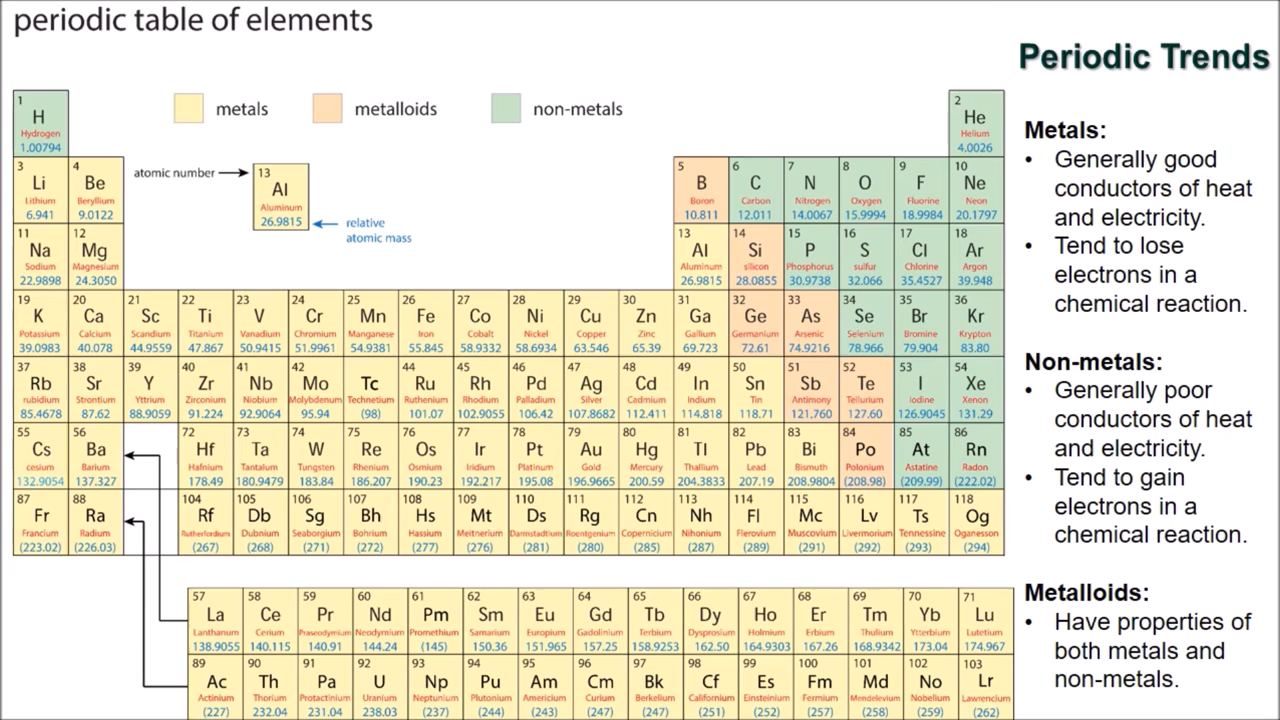 periodic table of elements
Periodic Trends
metals
metalloids
non-metals
atomic number
13
Al
Aluminum
26.9815
relative
atomic mass
1
H
Hydrogen
1.00794
2
He
Helium
4.0026
3
Li
Lithium
6.941
4
Be
Beryllium
9.0122
5
B
Boron
10.811
6
C
Carbon
12.011
7
N
Nitrogen
14.0067
8
O
Oxygen
15.9994
9
F
Fluorine
18.9984
10
Ne
Neon
20.1797
11
Na
Sodium
22.9898
12
Mg
Magnesium
24.3050
13
Al
Aluminum
26.9815
14
Si
silicon
28.0855
15
P
Phosphorus
30.9738
16
S
sulfur
32.066
17
Cl
Chlorine
35.4527
18
Ar
Argon
39.948
19
K
Potassium
39.0983
20
Ca
Calcium
40.078
21
Sc
Scandium
44.9559
22
Ti
Titanium
47.867
23
V
Vanadium
50.9415
24
Cr
Chromium
51.9961
25
Mn
Manganese
54.9381
26
Fe
Iron
55.845
27
Co
Cobalt
58.9332
28
Ni
Nickel
58.6934
29
Cu
Copper
63.546
30
Zn
Zinc
65.39
31
Ga
Gallium
69.723
32
Ge
Germanium
72.61
33
As
Arsenic
74.9216
34
Se
Selenium
78.966
35
Br
Bromine
79.904
36
Kr
Krypton
83.80
37
Rb
rubidium
85.4678
38
Sr
Strontium
87.62
39
Y
Yttrium
88.9059
40
Zr
Zirconium
91.224
41
Nb
Niobium
92.9064
42
Mo
Molybdenum
95.94
Tc
Technetium
(98)
44
Ru
Ruthenium
101.07
45
Rh
Rhodium
102.9055
46
Pd
Palladium
106.42
47
Ag
Silver
107.8682
48
Cd
Cadmium
112.411
49
In
Indium
114.818
50
Sn
Tin
118.71
51
Sb
Antimony
121.760
52
Te
Tellurium
127.60
53
I
Iodine
126.9045
54
Xe
Xenon
131.29
55
Cs
cesium
132.9054
56
Ba
Barium
137.327
72
Hf
Hafnium
178.49
73
Ta
Tantalum
180.9479
74
W
Tungsten
183.84
75
Re
Rhenium
186.207
76
Os
Osmium
190.23
77
Ir
Iridium
192.217
78
Pt
Platinum
195.08
79
Au
Gold
196.9665
80
Hg
Mercury
200.59
81
Tl
Thallium
204.3833
82
Pb
Lead
207.19
83
Bi
Bismuth
208.9804
84
Po
Polonium
(208.98)
85
At
Astatine
(209.99)
86
Rn
Radon
(222.02)
87
Fr
Francium
(223.02)
88
Ra
Radium
(226.03)
104
Rf
Rutherfordium
(267)
105
Db
Dubnium
(268)
106
Sg
Seaborgium
(271)
107
Bh
Bohrium
(272)
108
Hs
Hassium
(277)
109
Mt
Meitnerium
(276)
110
Ds
Darmstadtium
(281)
111
Rg
Roentgenium
(280)
112
Cn
Copernicium
(285)
113
Nh
Nihonium
(287)
114
Fl
Flerovium
(289)
115
Mc
Muscovium
(291)
116
Lv
Livermorium
(292)
117
Ts
Tennessine
(293)
118
Og
Oganesson
(294)
57
La
Lanthanum
138.9055
58
Ce
Cerium
140.115
59
Pr
Praseodymium
140.91
60
Nd
Neodymium
144.24
61
Pm
Promethium
(145)
62
Sm
Samarium
150.36
63
Eu
Europium
151.965
64
Gd
Gadolinium
157.25
65
Tb
Terbium
158.9253
66
Dy
Dysprosium
162.50
67
Ho
Holmium
164.9303
68
Er
Erbium
167.26
69
Tm
Thulium
168.9342
70
Yb
Ytterbium
173.04
71
Lu
Lutetium
174.967
89
Ac
Actinium
(227)
90
Th
Thorium
232.04
91
Pa
Protactinium
231.04
92
U
Uranium
238.03
93
Np
Neptunium
(237)
94
Pu
Plutonium
(244)
95
Am
Americium
(243)
96
Cm
Curium
(247)
97
Bk
Berkelium
(247)
98
Cf
Californium
(251)
99
Es
Einsteinium
(252)
100
Fm
Fermium
(257)
101
Md
Mendelevium
(258)
102
No
Nobelium
(259)
103
Lr
Lawrencium
(262)
Metals:
• Generally good
conductors of heat
and electricity.
• Tend to lose
electrons in a
chemical reaction.
Non-metals:
• Generally poor
conductors of heat
and electricity.
• Tend to gain
electrons in a
chemical reaction.
Metalloids:
• Have properties of
both metals and
non-metals.